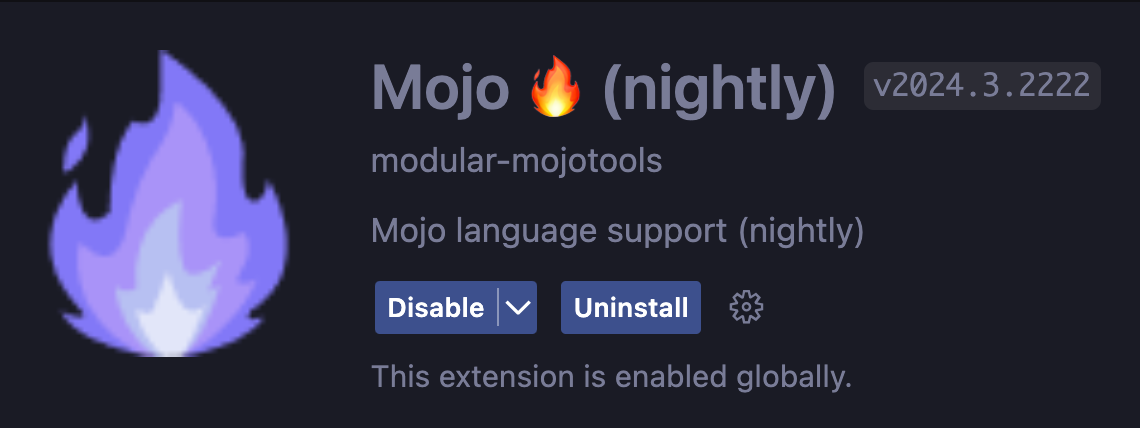 Mojo 🔥 (nightly) v2024.3.2222
modular-mojotools
Mojo language support (nightly)
Disable Uninstall
This extension is enabled globally.